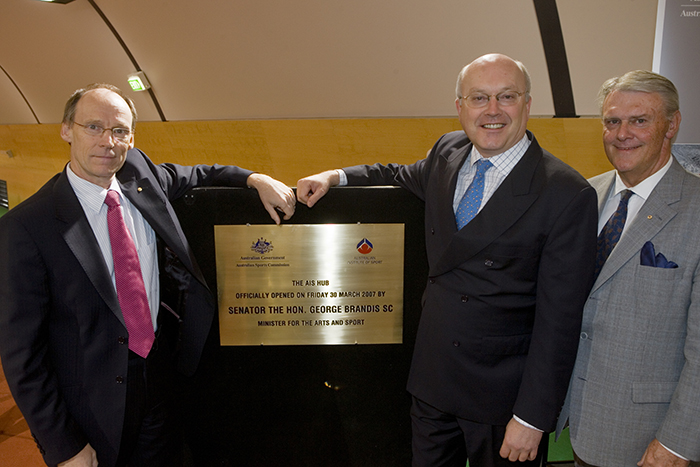 Australian Government
Australian Sports Commission
AUSTRALIAN
INSTITUTE OF SPORT
THE AIS HUB
OFFICIALLY OPENED ON FRIDAY 30 MARCH 2007 BY
SENATOR THE HON. GEORGE BRANDIS SC
MINISTER FOR THE ARTS AND SPORT